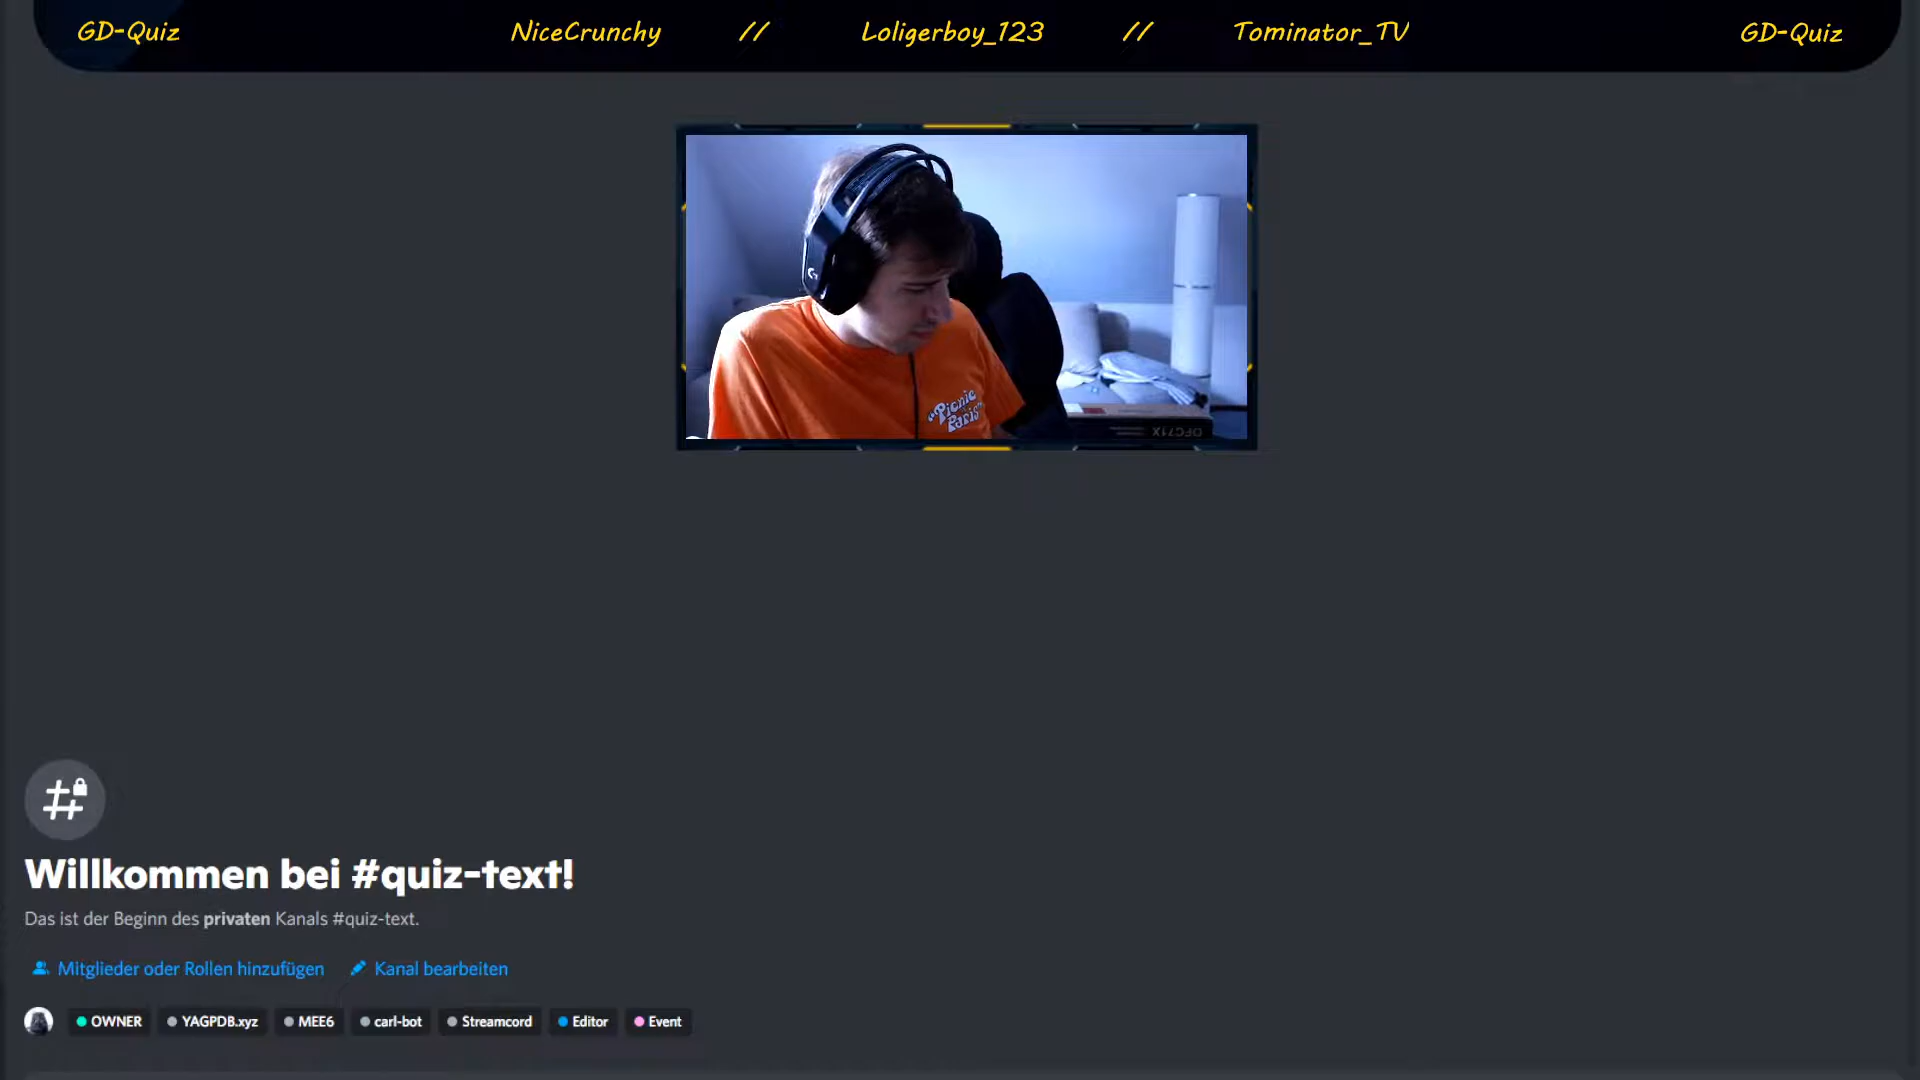 GD-Quiz NiceCrunchy // Loligerboy_123 // Tominator_TV GD-Quiz
"Picnic
Paris"
Willkommen bei #quiz-text!
Das ist der Beginn des privaten Kanals #quiz-text.
Mitglieder oder Rollen hinzufügen Kanal bearbeiten
OWNER YAGPDB.xyz MEE6 carl-bot Streamcord Editor Event